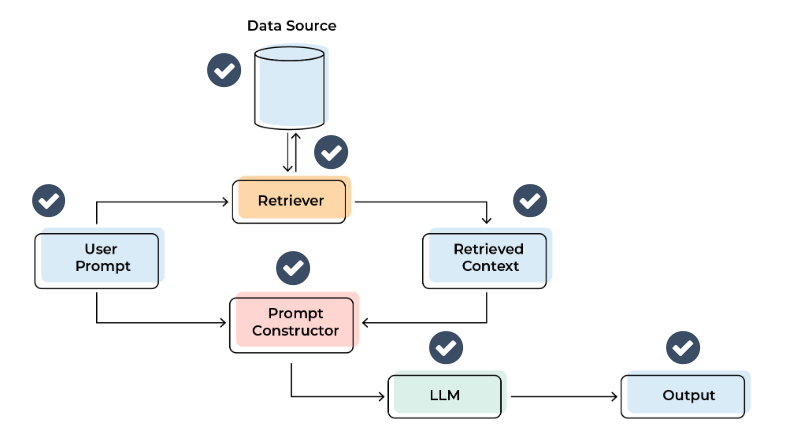 Data Source
Retriever
User
Prompt
Retrieved
Context
Prompt
Constructor
LLM
Output